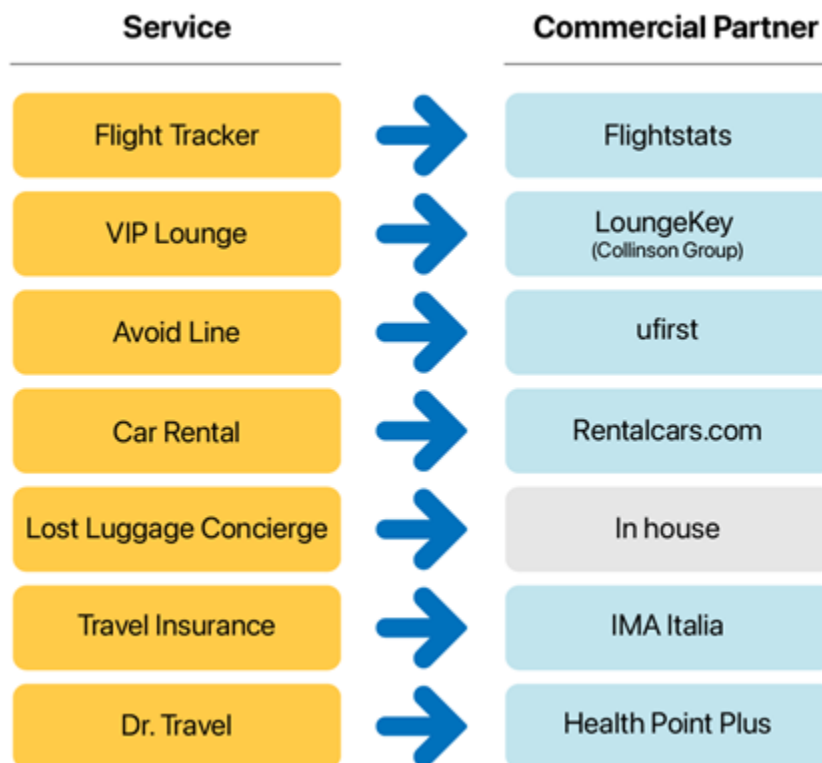 Service Commercial Partner
Flight Tracker Flightstats
VIP Lounge LoungeKey
(Collinson Group)
Avoid Line ufirst
Car Rental Rentalcars.com
Lost Luggage Concierge In house
Travel Insurance IMA Italia
Dr. Travel Health Point Plus